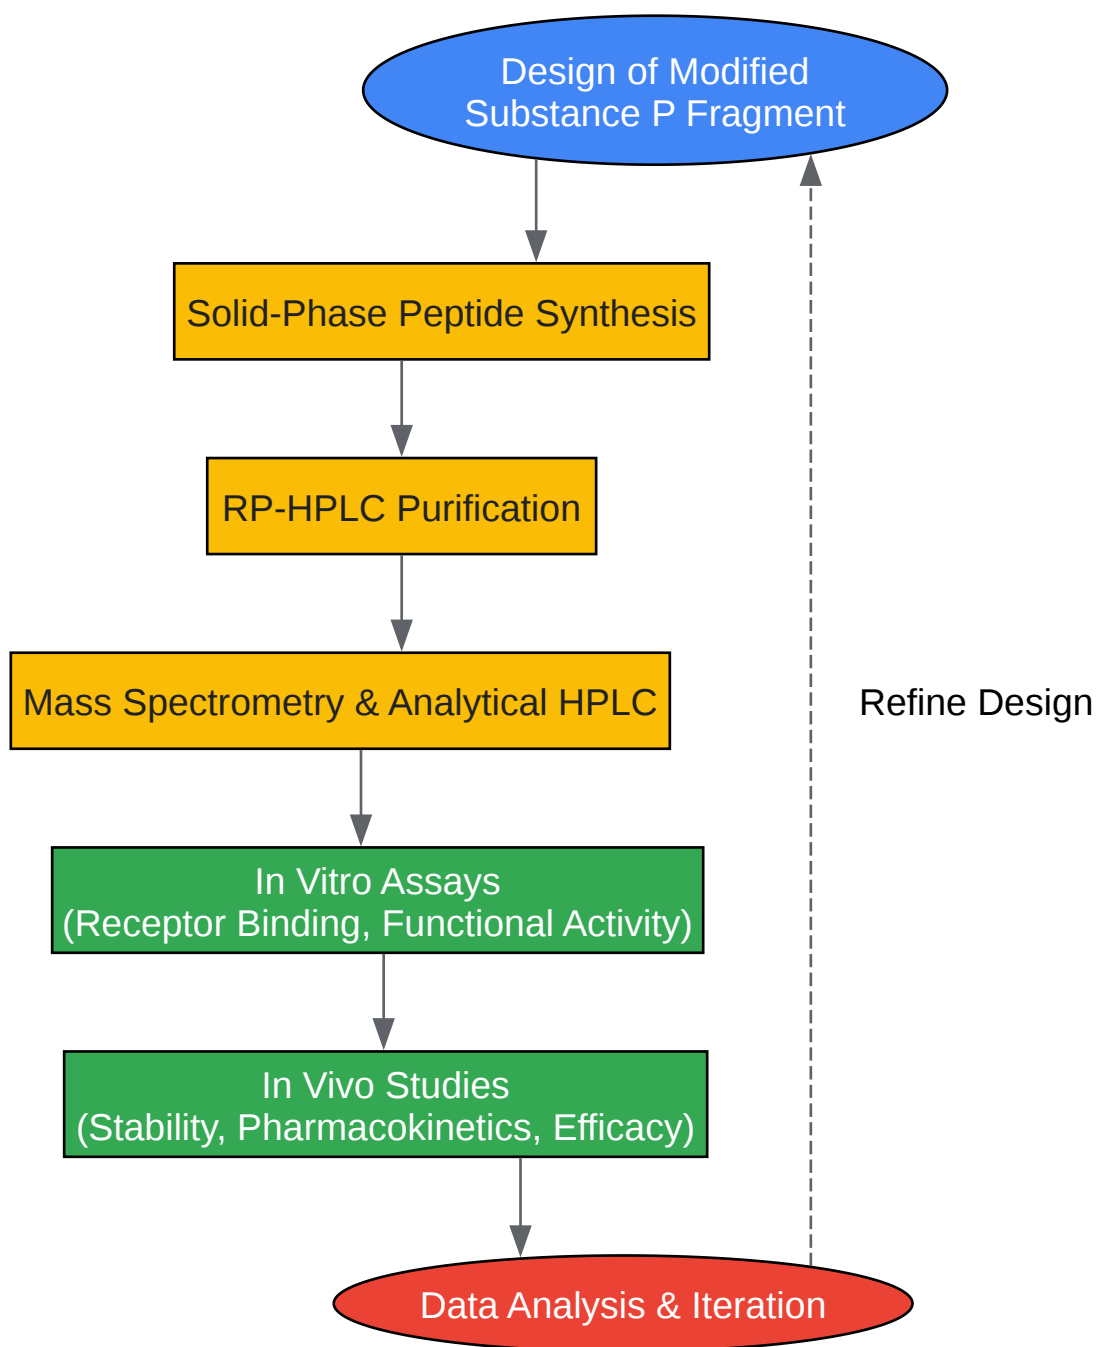 Design of Modified
Substance P Fragment
Solid-Phase Peptide Synthesis
RP-HPLC Purification
Mass Spectrometry & Analytical HPLC
Refine Design
In Vitro Assays
(Receptor Binding, Functional Activity)
In Vivo Studies
(Stability, Pharmacokinetics, Efficacy)
Data Analysis & Iteration